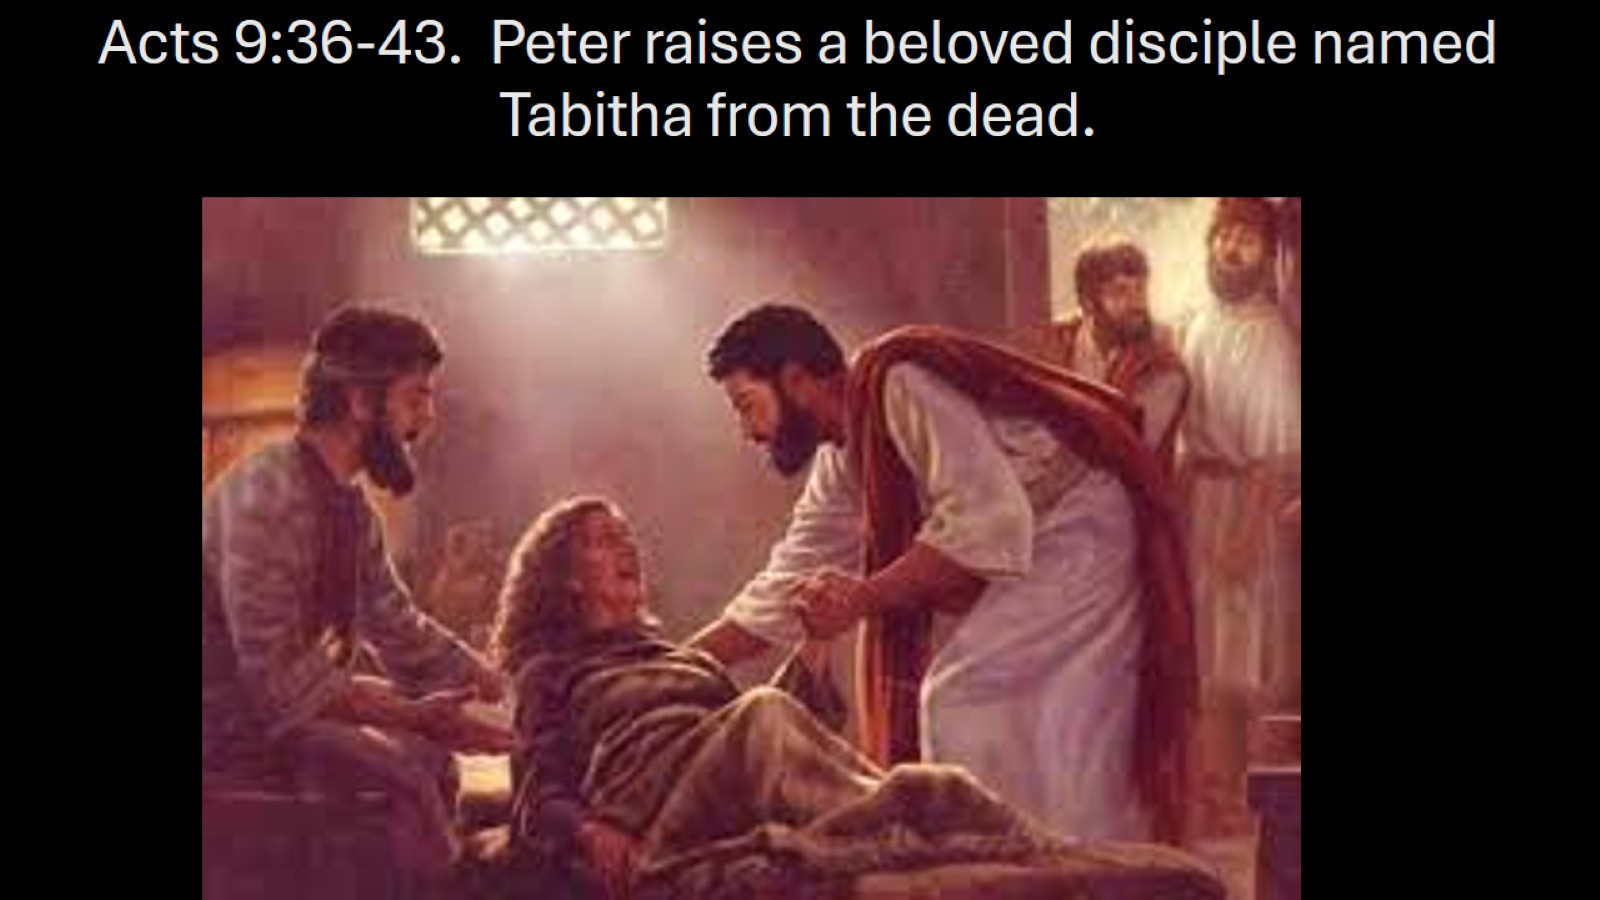 Acts 9:36-43.  Peter raises a beloved disciple named
Tabitha from the dead.